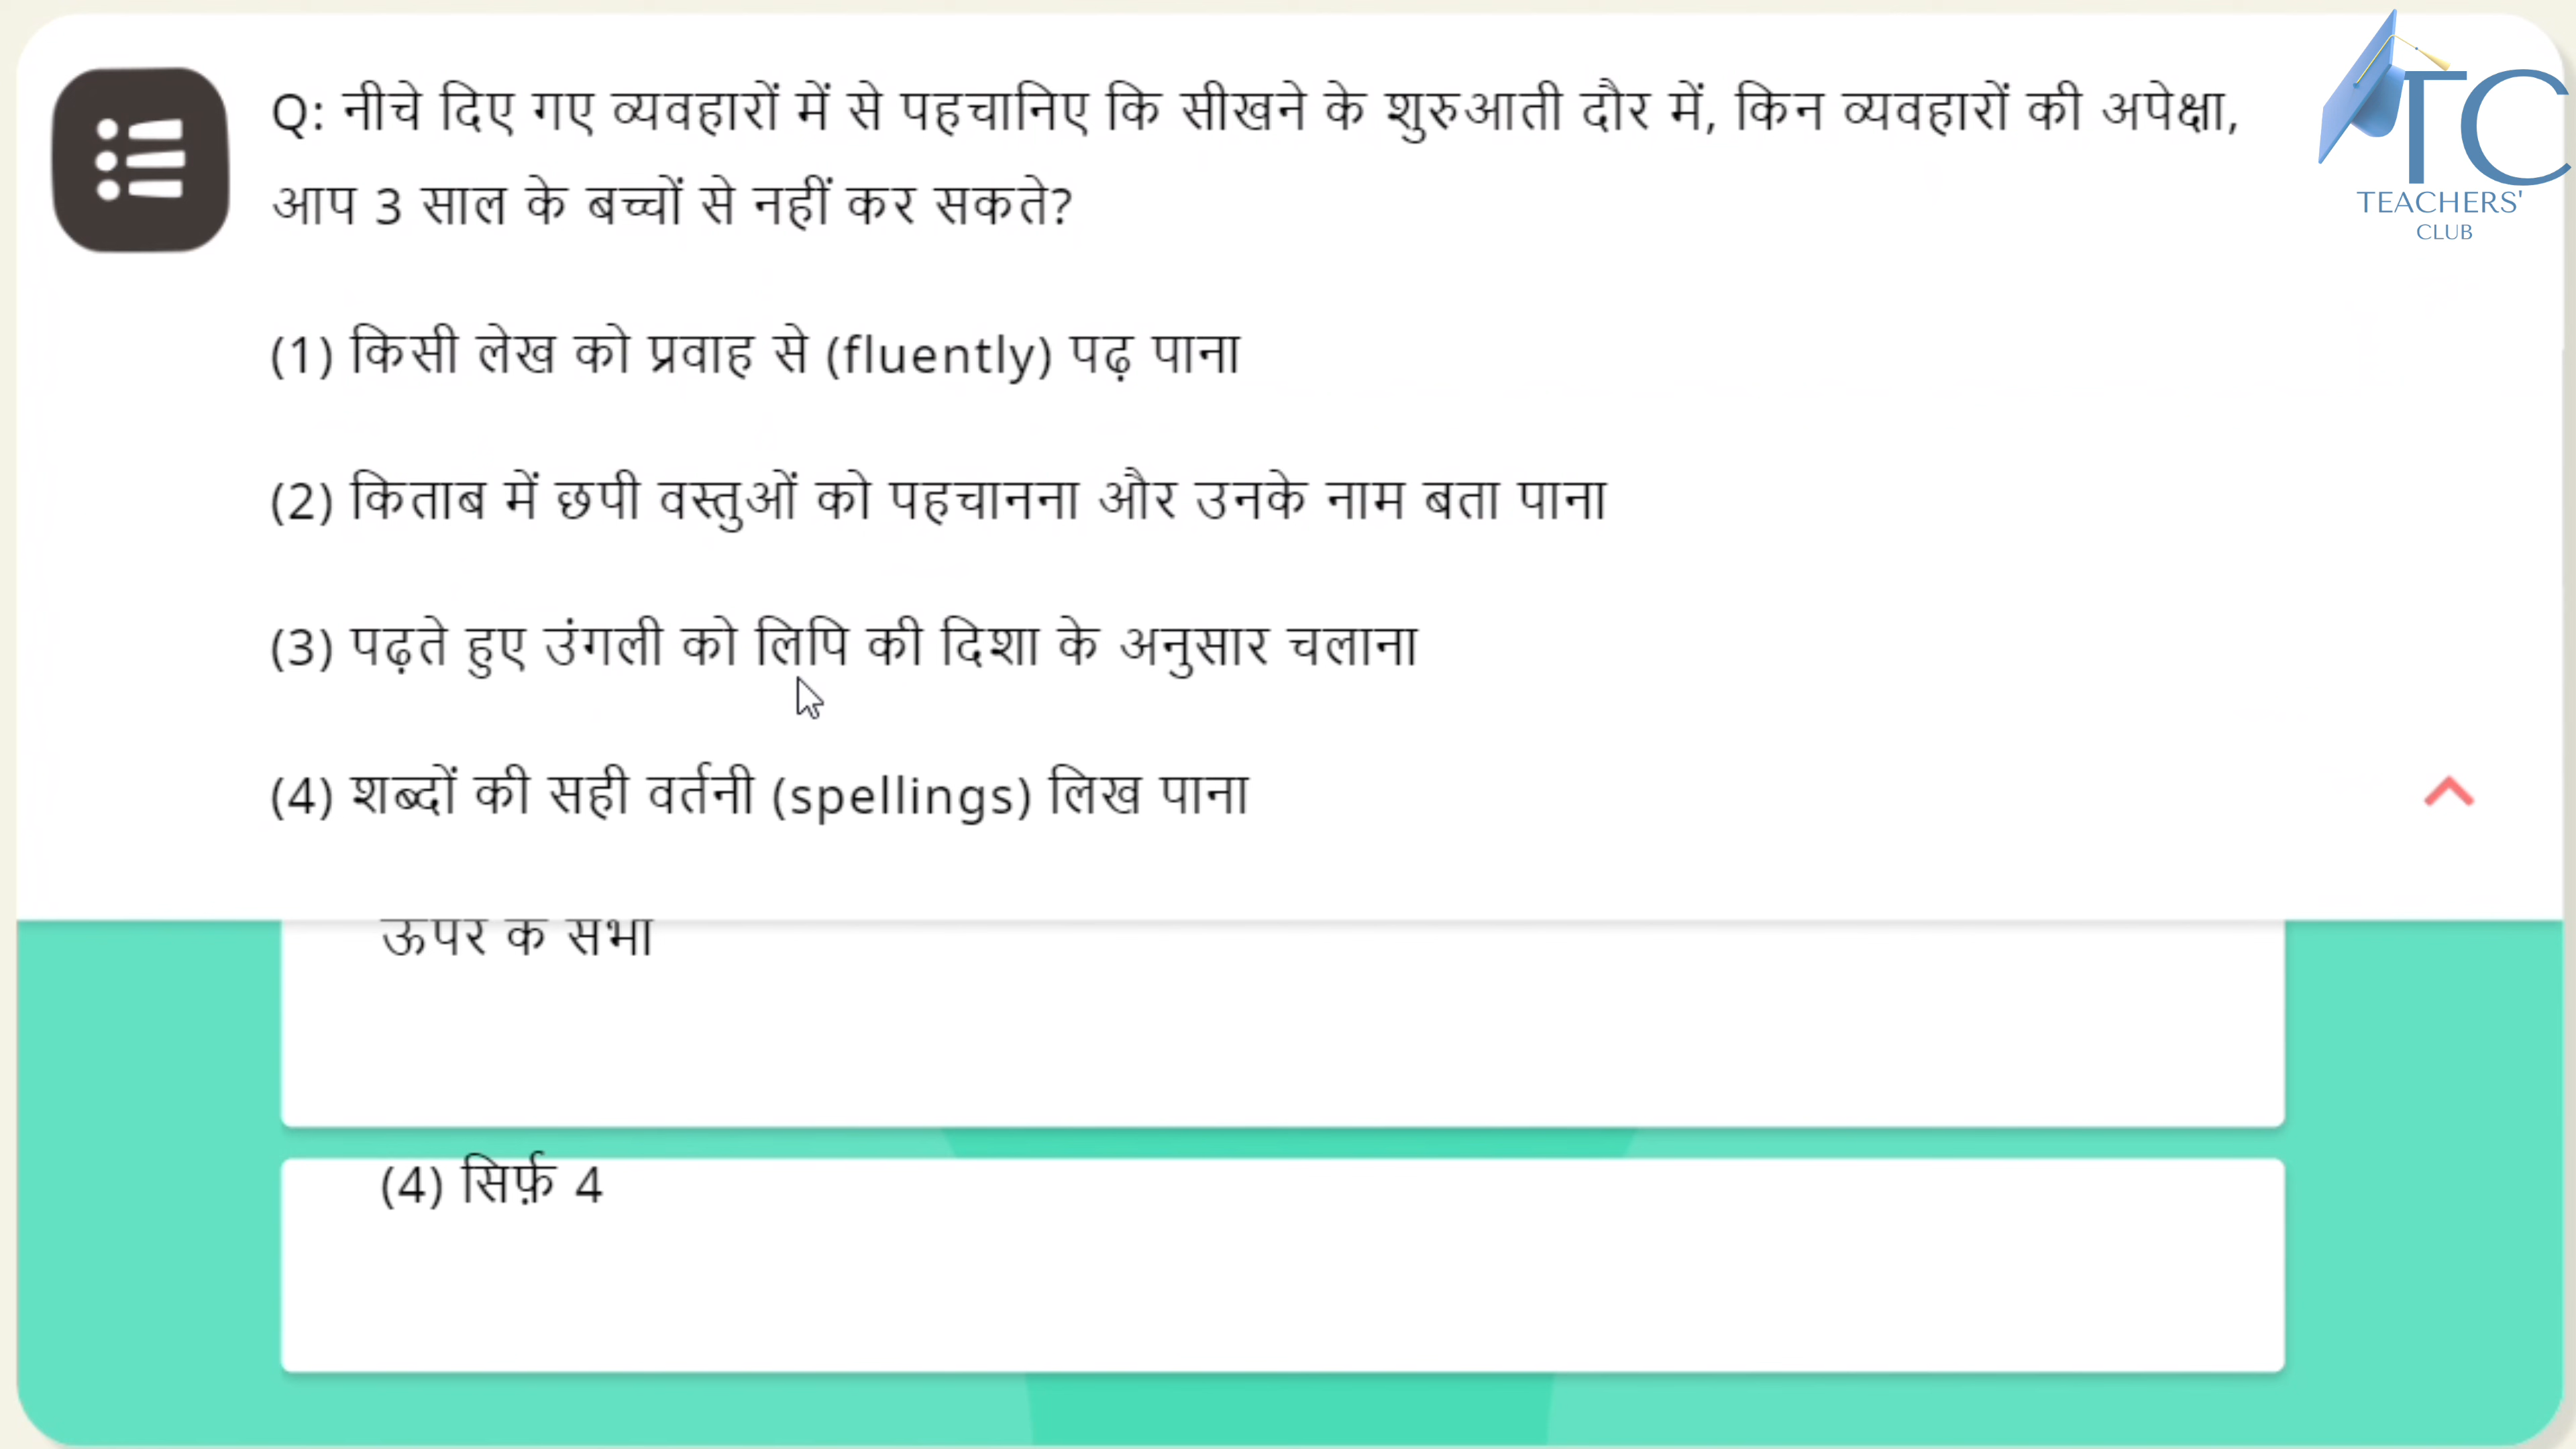 Q: नीचे दिए गए व्यवहारों में से पहचानिए कि सीखने के शुरुआती दौर में, किन व्यवहारों की अपेक्षा,
आप 3 साल के बच्चों से नहीं कर सकते?
(1) किसी लेख को प्रवाह से (fluently) पढ़ पाना
(2) किताब में छपी वस्तुओं को पहचानना और उनके नाम बता पाना
(3) पढ़ते हुए उंगली को लिपि की दिशा के अनुसार चलाना
(4) शब्दों की सही वर्तनी (spellings) लिख पाना
ऊपर के सभी
(4) सिर्फ़ 4
TC
TEACHERS'
CLUB